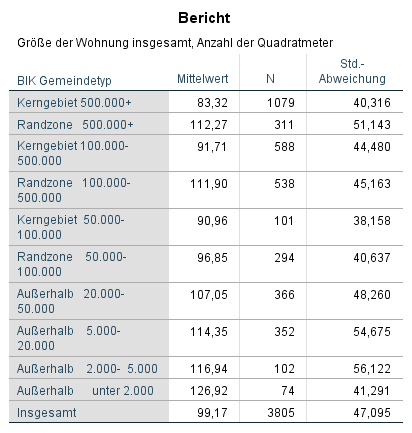 Bericht
Größe der Wohnung insgesamt, Anzahl der Quadratmeter
BIK Gemeindetyp Mittelwert N Std.-Abweichung
Kerngebiet 500.000+ 83,32 1079 40,316
Randzone 500.000+ 112,27 311 51,143
Kerngebiet 100.000-500.000 91,71 588 44,480
Randzone 100.000-500.000 111,90 538 45,163
Kerngebiet 50.000-100.000 90,96 101 38,158
Randzone 50.000-100.000 96,85 294 40,637
Außerhalb 20.000-50.000 107,05 366 48,260
Außerhalb 5.000-20.000 114,35 352 54,675
Außerhalb 2.000- 5.000 116,94 102 56,122
Außerhalb unter 2.000 126,92 74 41,291
Insgesamt 99,17 3805 47,095